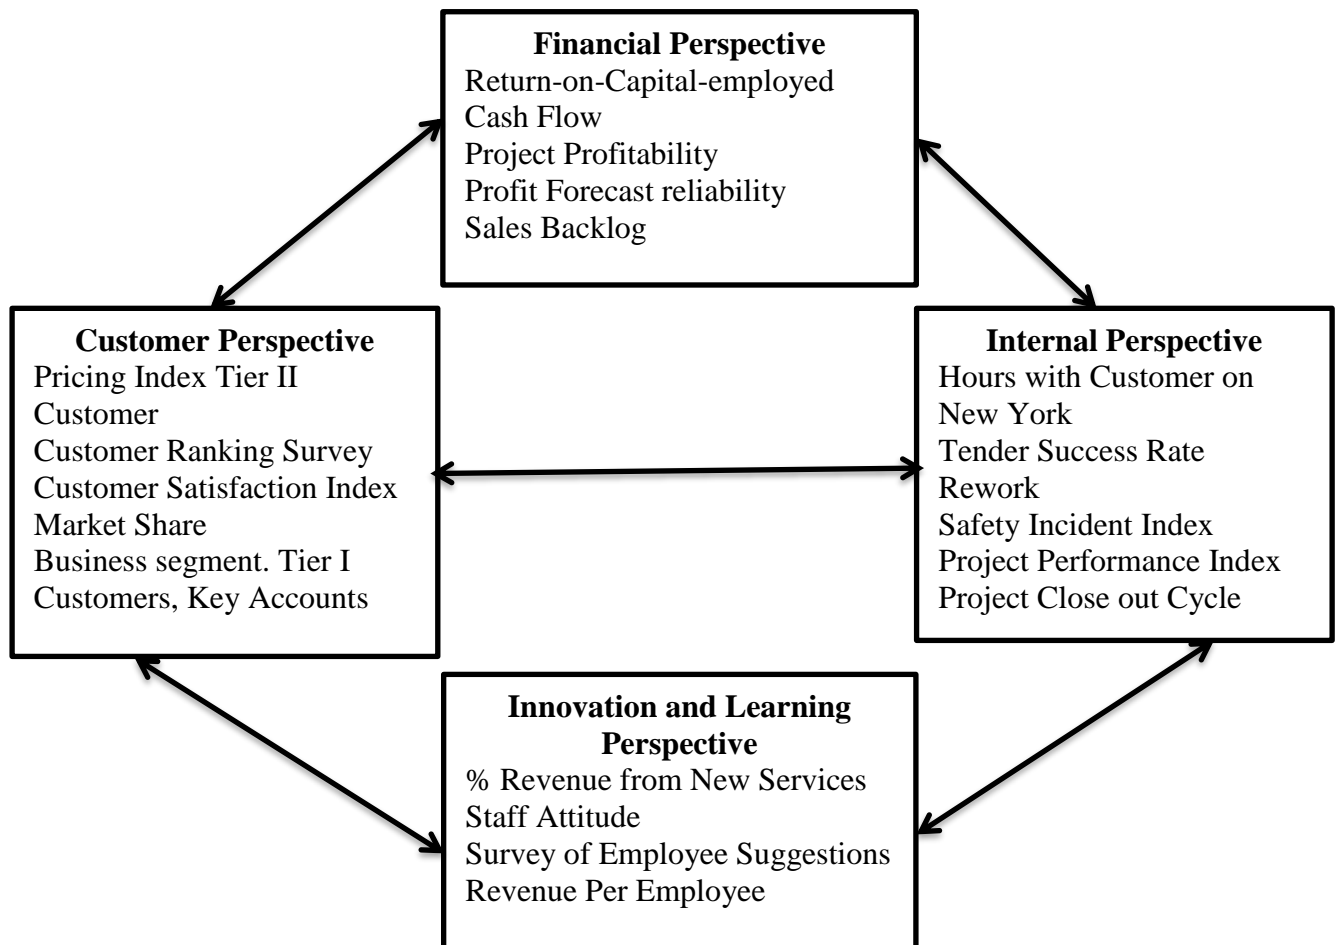 Financial Perspective
Return-on-Capital-employed
Cash Flow
Project Profitability
Profit Forecast reliability
Sales Backlog
Customer Perspective
Pricing Index Tier II
Customer
Customer Ranking Survey
Customer Satisfaction Index
Market Share
Business segment. Tier I
Customers, Key Accounts
Internal Perspective
Hours with Customer on
New York
Tender Success Rate
Rework
Safety Incident Index
Project Performance Index
Project Close out Cycle
Innovation and Learning
Perspective
% Revenue from New Services
Staff Attitude
Survey of Employee Suggestions
Revenue Per Employee